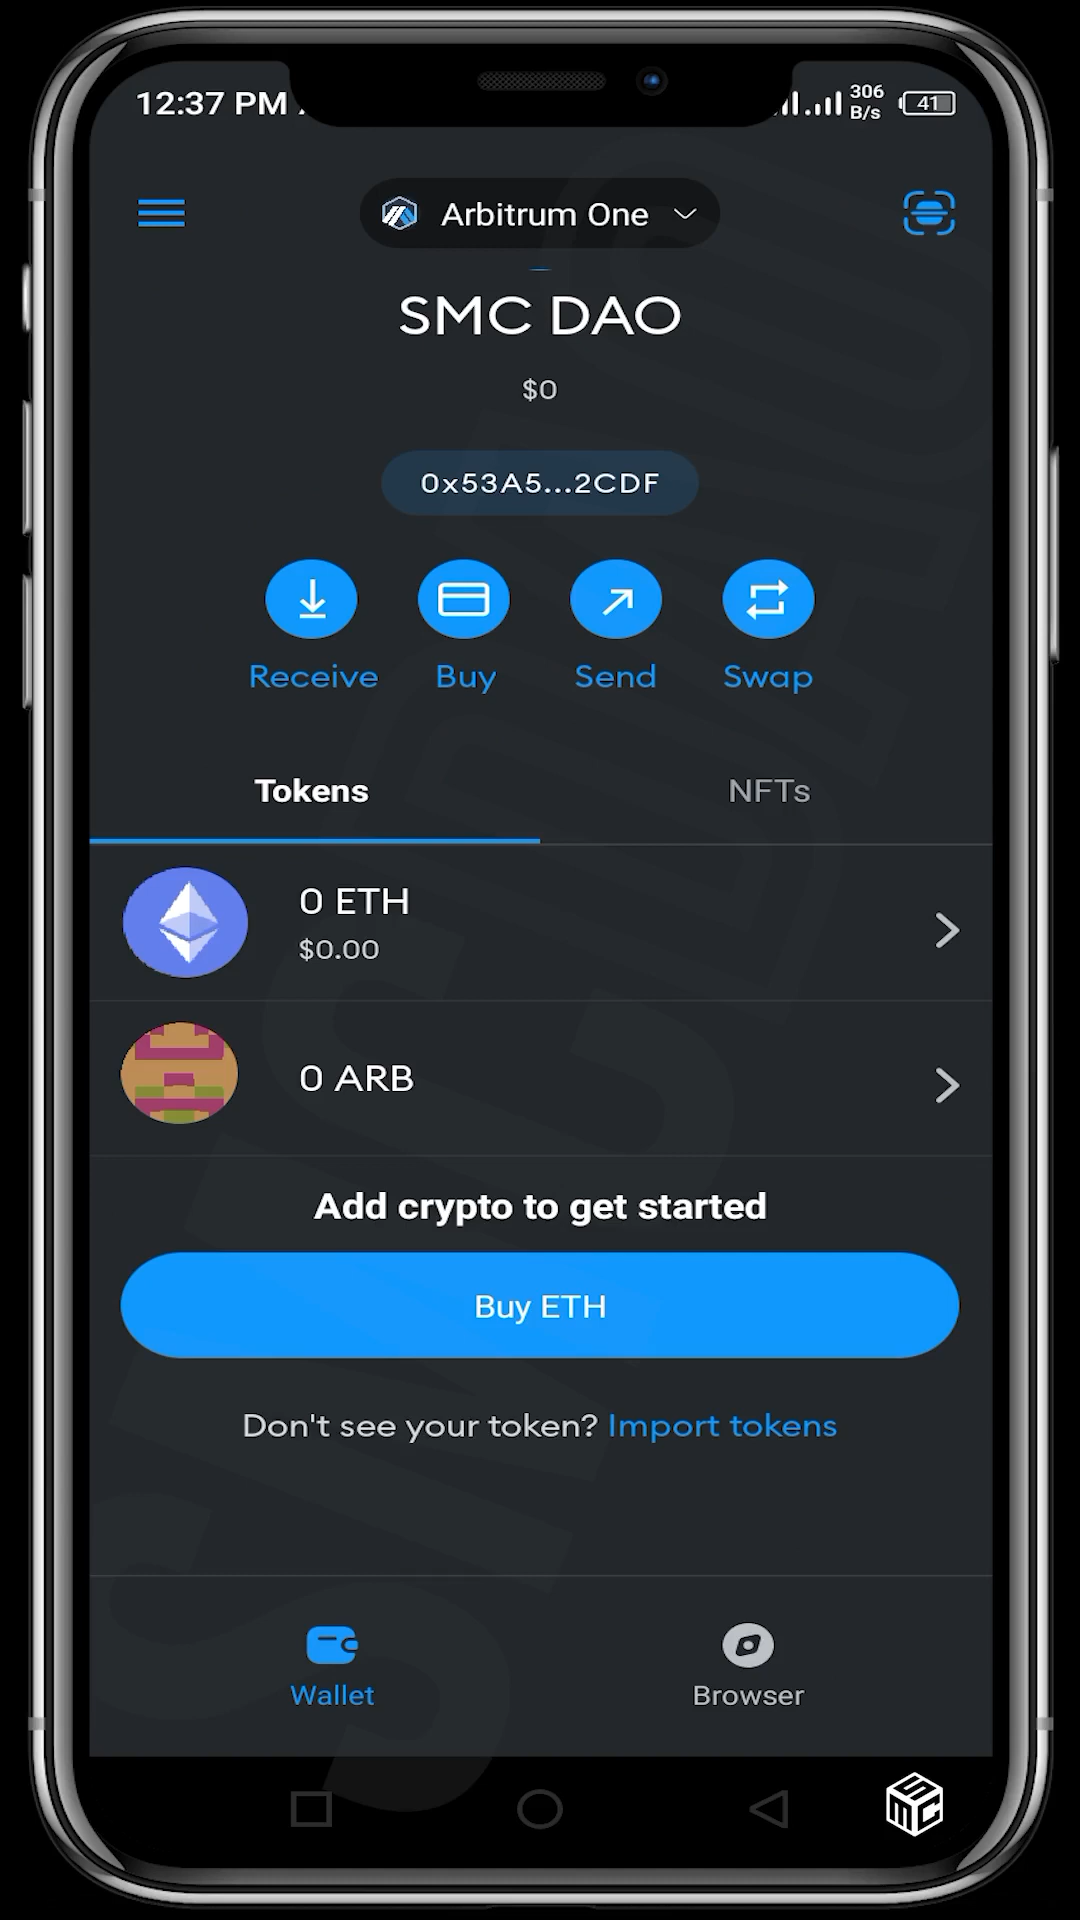 12:37 PM
306
B/s
41
Arbitrum One
SMC DAO
$0
0x53A5...2CDF
Receive Buy Send Swap
Tokens NFTs
0 ETH
$0.00
0 ARB
Add crypto to get started
Buy ETH
Don't see your token? Import tokens
Wallet Browser
SMC